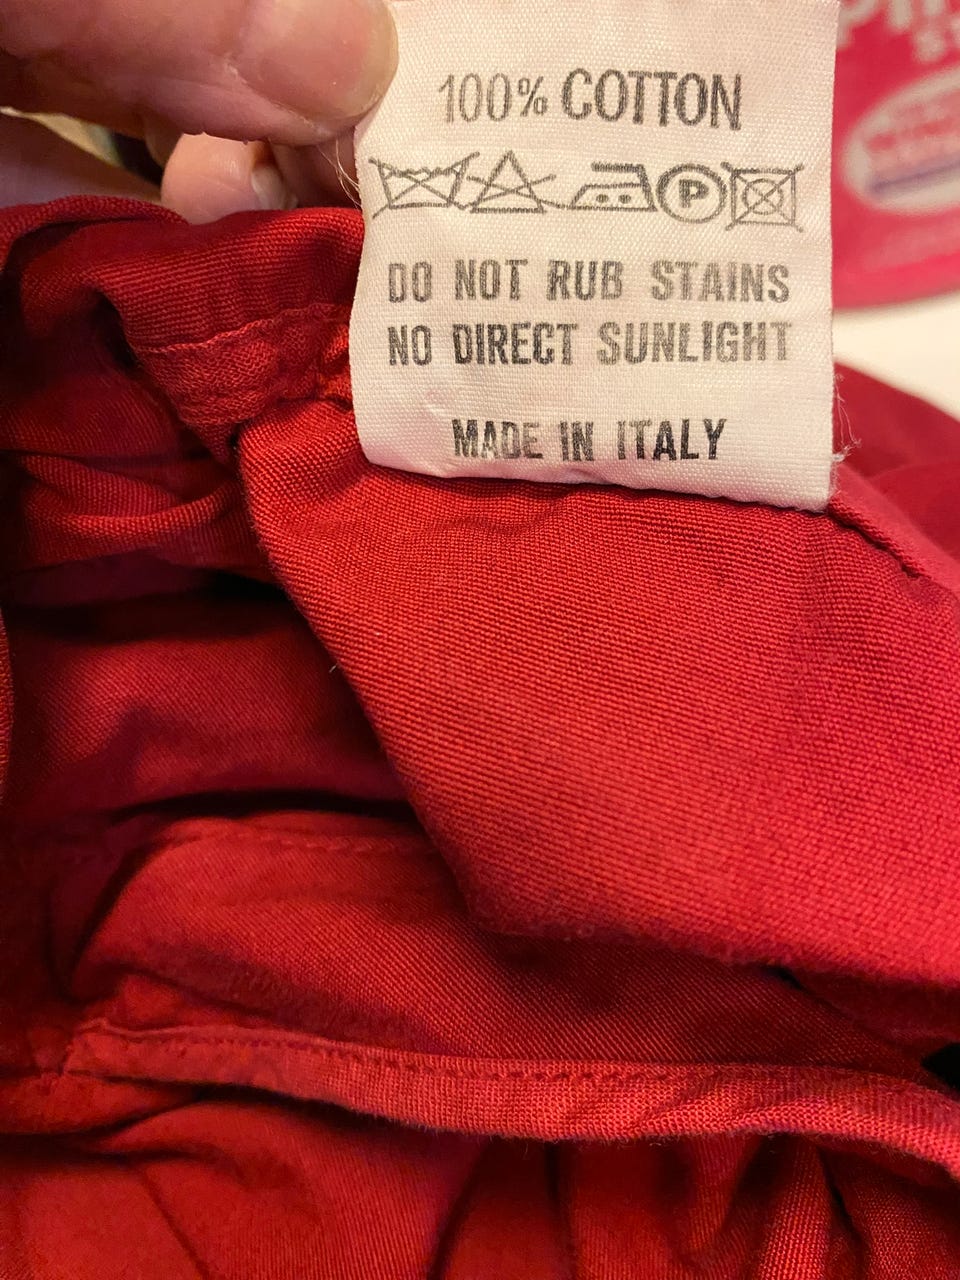 100% COTTON
P
DO NOT RUB STAINS
NO DIRECT SUNLIGHT
MADE IN ITALY